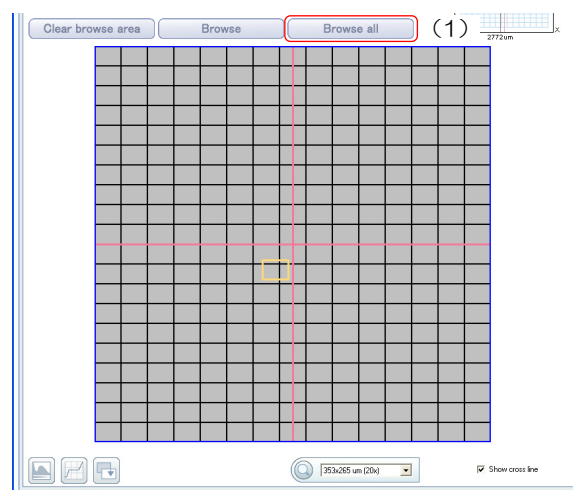 Clear browse area Browse Browse all (1)
X
2772um
353x265 um (20x)
Show cross line